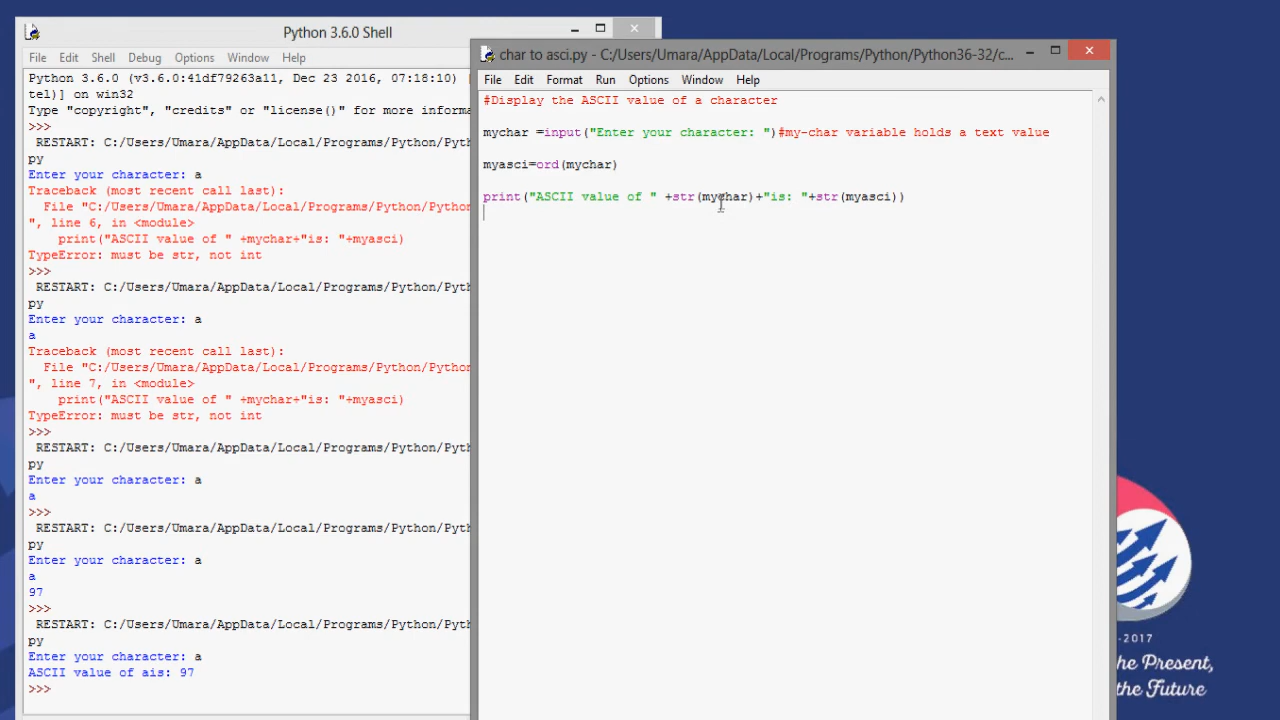 Python 3.6.0 Shell
File Edit Shell Debug Options Window Help
Python 3.6.0 (v3.6.0:41df79263a11, Dec 23 2016, 07:18:10) [
tel)] on win32
Type "copyright", "credits" or "license()" for more informa
>>>
RESTART: C:/Users/Umara/AppData/Local/Programs/Python/Pyth
py
Enter your character: a
Traceback (most recent call last):
File "C:/Users/Umara/AppData/Local/Programs/Python/Python
", line 6, in <module>
print("ASCII value of " +mychar+"is: "+myasci)
TypeError: must be str, not int
>>>
RESTART: C:/Users/Umara/AppData/Local/Programs/Python/Pyth
py
Enter your character: a
a
Traceback (most recent call last):
File "C:/Users/Umara/AppData/Local/Programs/Python/Python
", line 7, in <module>
print("ASCII value of " +mychar+"is: "+myasci)
TypeError: must be str, not int
>>>
RESTART: C:/Users/Umara/AppData/Local/Programs/Python/Pyth
py
Enter your character: a
a
>>>
RESTART: C:/Users/Umara/AppData/Local/Programs/Python/Pyth
py
Enter your character: a
a
97
>>>
RESTART: C:/Users/Umara/AppData/Local/Programs/Python/Pyth
py
Enter your character: a
ASCII value of ais: 97
>>>
char to asci.py - C:/Users/Umara/AppData/Local/Programs/Python/Python36-32/c...
File Edit Format Run Options Window Help
#Display the ASCII value of a character
mychar =input("Enter your character: ")#my-char variable holds a text value
myasci=ord(mychar)
print("ASCII value of " +str(mychar)+"is: "+str(myasci))
-2017
he Present,
the Future